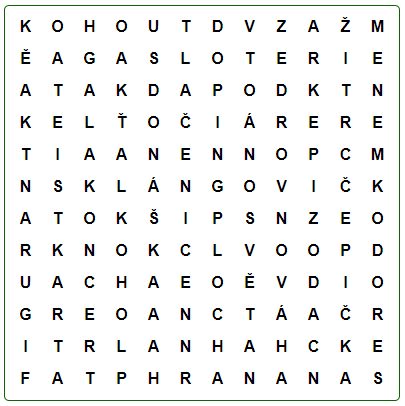 K O H O U T D V Z A Ž M
Ě A G A S L O T E R I E
A T A K D A P O D K T N
K E L Ť O Č I Á R E R E
T I A A N E N N O P C M
N S K L Á N G O V I Č K
A T O K Š I P S N Z E O
R K N O K C L V O O P D
U A C H A E O Ě V D I O
G R E O A N C T Á A Č R
I T R L A N H A H C K E
F A T P H R A N A N A S